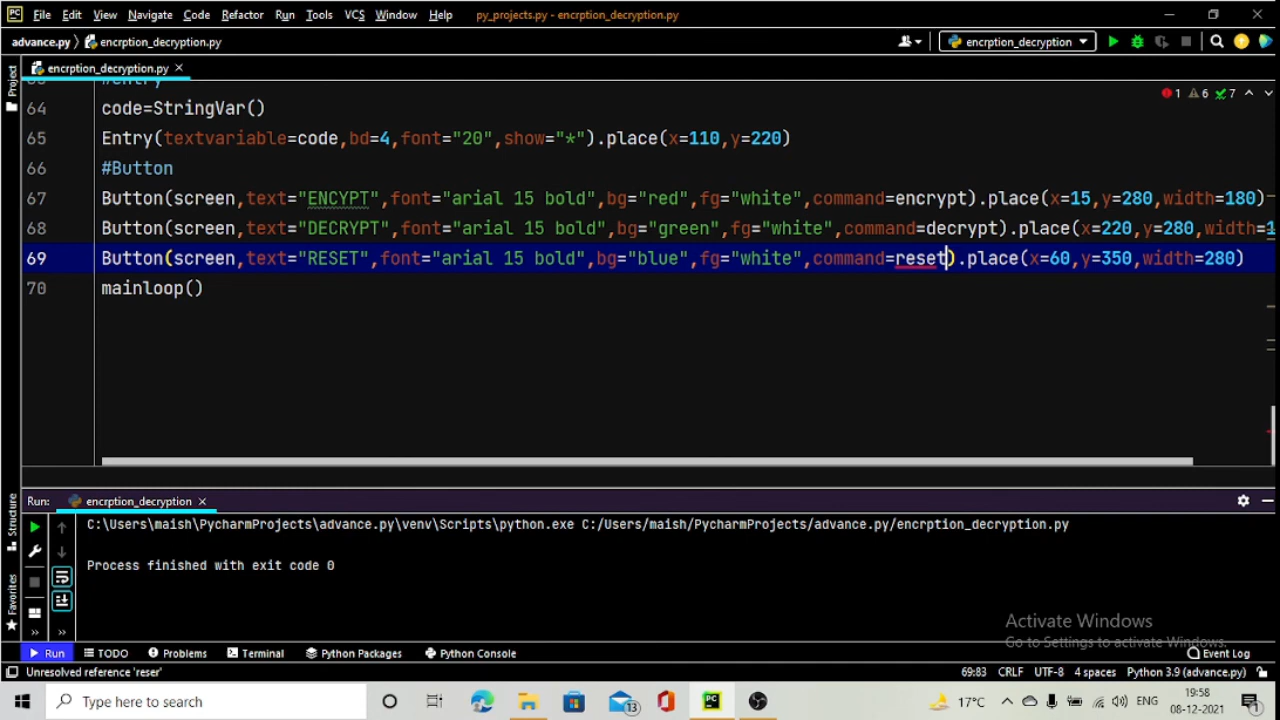 File Edit View Navigate Code Refactor Run Tools VCS Window Help py_projects.py - encrption_decryption.py
advance.py encrption_decryption.py encrption_decryption
Project encrption_decryption.py
#entry
1 6 7
64 code=StringVar()
65 Entry(textvariable=code,bd=4,font="20",show="*").place(x=110,y=220)
66 #Button
67 Button(screen,text="ENCYPT",font="arial 15 bold",bg="red",fg="white",command=encrypt).place(x=15,y=280,width=180)
68 Button(screen,text="DECRYPT",font="arial 15 bold",bg="green",fg="white",command=decrypt).place(x=220,y=280,width=1
69 Button(screen,text="RESET",font="arial 15 bold",bg="blue",fg="white",command=reset).place(x=60,y=350,width=280)
70 mainloop()
Run: encrption_decryption
C:\Users\maish\PycharmProjects\advance.py\venv\Scripts\python.exe C:/Users/maish/PycharmProjects/advance.py/encrption_decryption.py
Process finished with exit code 0
Structure
Favorites
Activate Windows
Go to Settings to activate Windows.
Run TODO Problems Terminal Python Packages Python Console Event Log
Unresolved reference 'reser' 69:83 CRLF UTF-8 4 spaces Python 3.9 (advance.py)
Type here to search 13 17°C ENG 19:58
08-12-2021 1